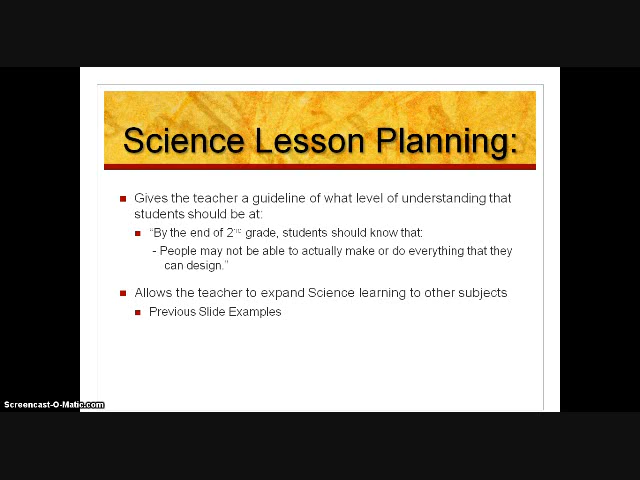 Science Lesson Planning:
Gives the teacher a guideline of what level of understanding that
students should be at:
“By the end of 2nd grade, students should know that:
- People may not be able to actually make or do everything that they
can design.”
Allows the teacher to expand Science learning to other subjects
Previous Slide Examples
Screencast-O-Matic.com